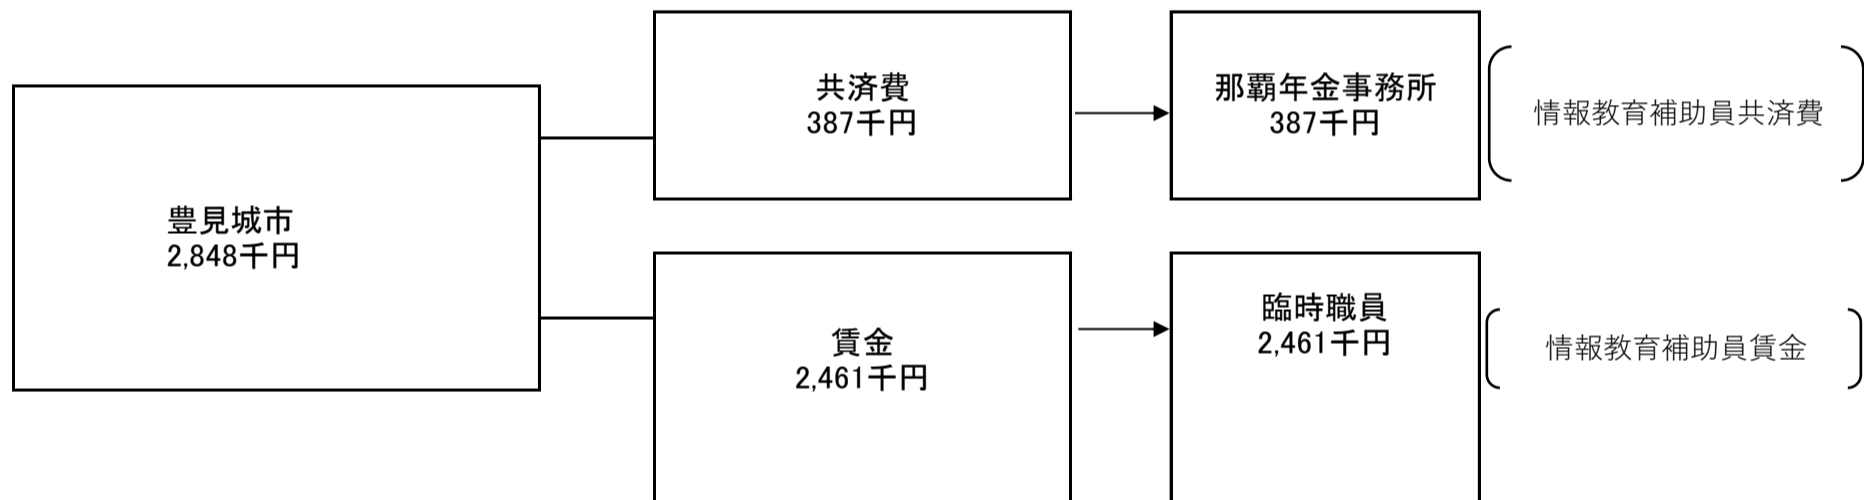 豊見城市
2,848千円
共済費
387千円
那覇年金事務所
387千円
情報教育補助員共済費
賃金
2,461千円
臨時職員
2,461千円
情報教育補助員賃金